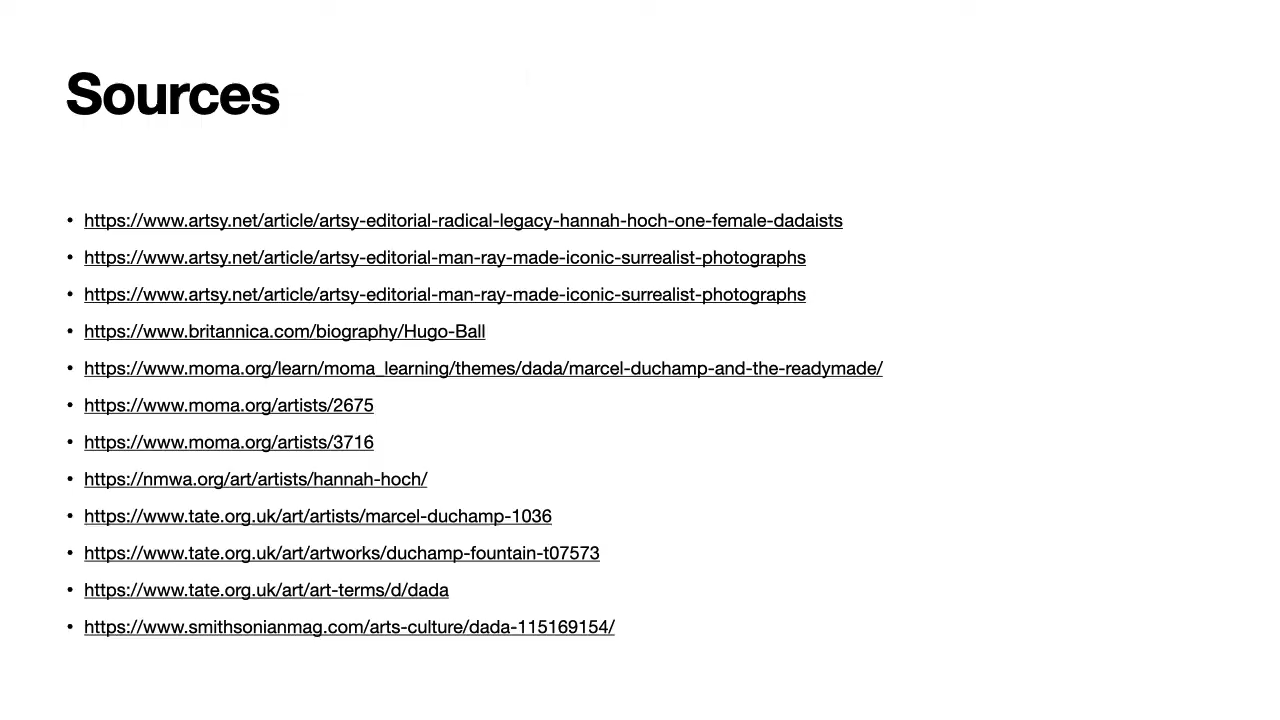 Sources
• https://www.artsy.net/article/artsy-editorial-radical-legacy-hannah-hoch-one-female-dadaists
• https://www.artsy.net/article/artsy-editorial-man-ray-made-iconic-surrealist-photographs
• https://www.artsy.net/article/artsy-editorial-man-ray-made-iconic-surrealist-photographs
• https://www.britannica.com/biography/Hugo-Ball
• https://www.moma.org/learn/moma_learning/themes/dada/marcel-duchamp-and-the-readymade/
• https://www.moma.org/artists/2675
• https://www.moma.org/artists/3716
• https://nmwa.org/art/artists/hannah-hoch/
• https://www.tate.org.uk/art/artists/marcel-duchamp-1036
• https://www.tate.org.uk/art/artworks/duchamp-fountain-t07573
• https://www.tate.org.uk/art/art-terms/d/dada
• https://www.smithsonianmag.com/arts-culture/dada-115169154/